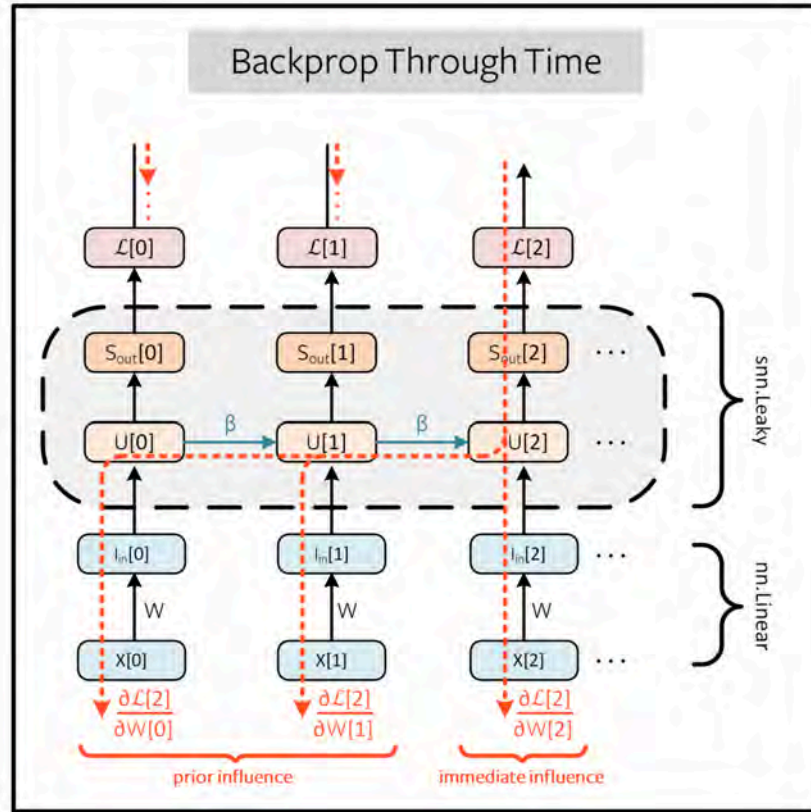 Backprop Through Time
ℒ[0] ℒ[1] ℒ[2]
Sout[0] Sout[1] Sout[2] ...
β β
U[0] U[1] U[2] ...
snn.Leaky
Iin[0] Iin[1] Iin[2] ...
W W W
nn.Linear
X[0] X[1] X[2] ...
∂ℒ[2] ∂ℒ[2] ∂ℒ[2]
∂W[0] ∂W[1] ∂W[2]
prior influence immediate influence